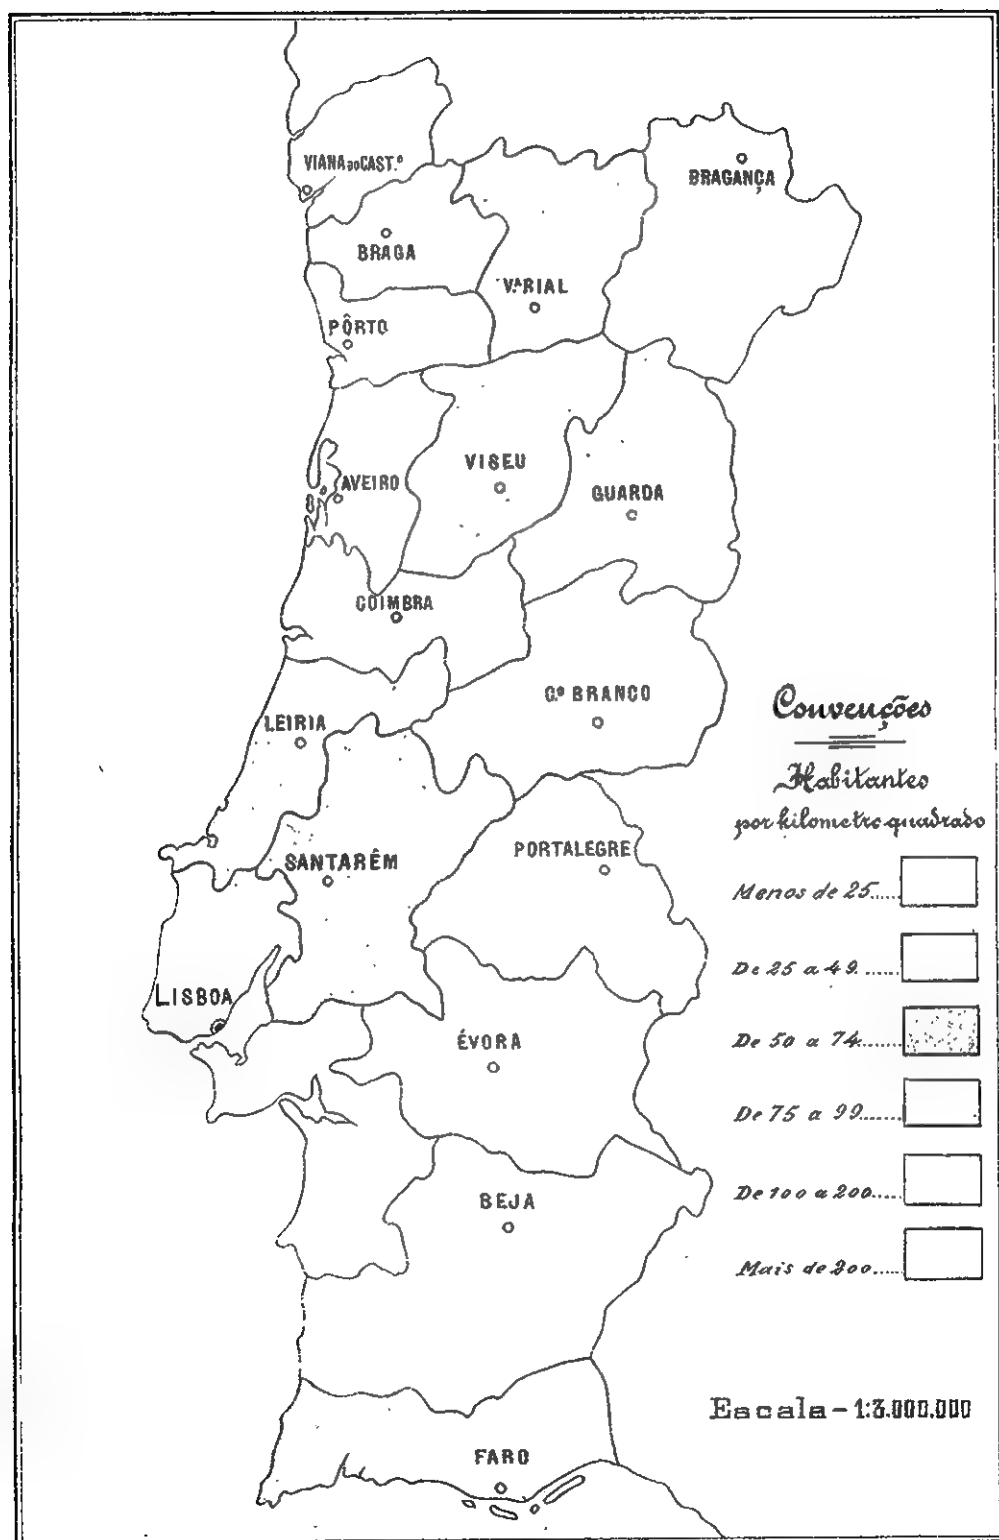 VIANA DO CAST.º
BRAGANÇA
BRAGA
V.ª RIAL
PÔRTO
VISEU
AVEIRO
GUARDA
COIMBRA
C.º BRANCO
LEIRIA
SANTARÊM
PORTALEGRE
LISBOA
ÉVORA
BEJA
FARO
Convenções
Habitantes
por kilometro quadrado
Menos de 25......
De 25 a 49......
De 50 a 74......
De 75 a 99......
De 100 a 200.....
Mais de 200.....
Escala - 1:3.000.000